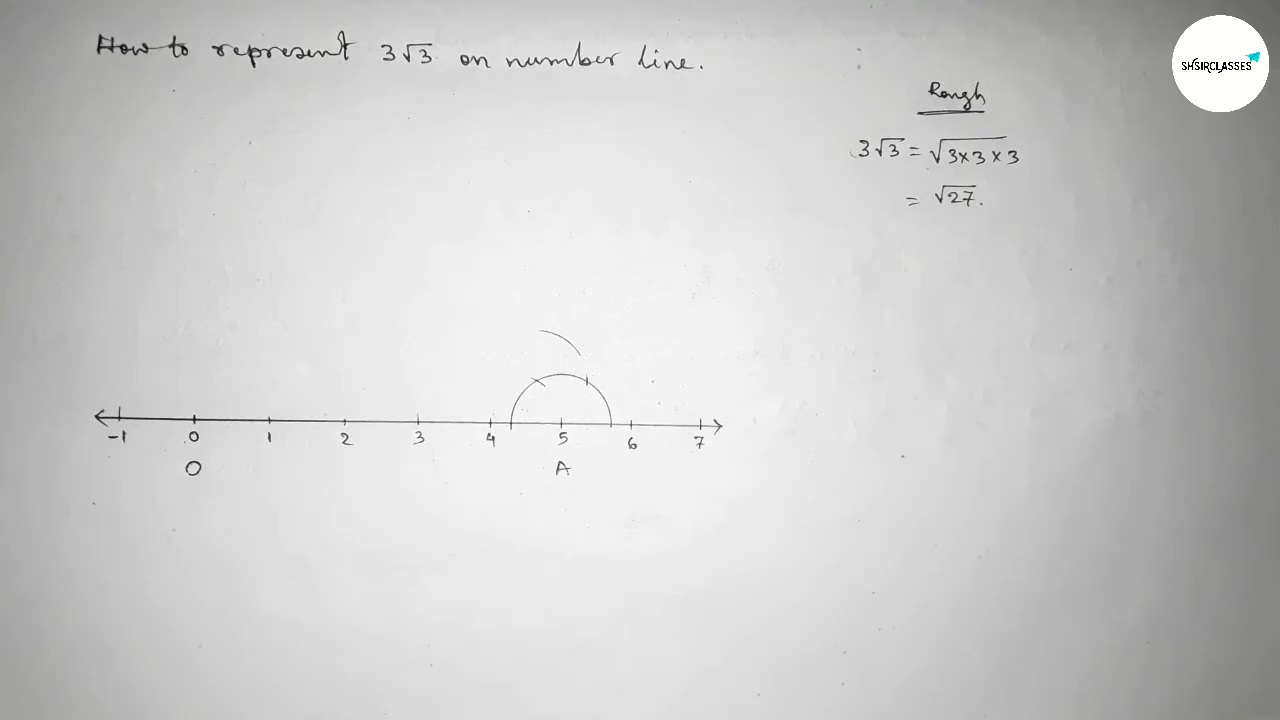 How to represent 3√3 on number line.
SHSIRCLASSES
Rough
3√3 = √3×3×3
= √27.
-1 0 1 2 3 4 5 6 7
O A